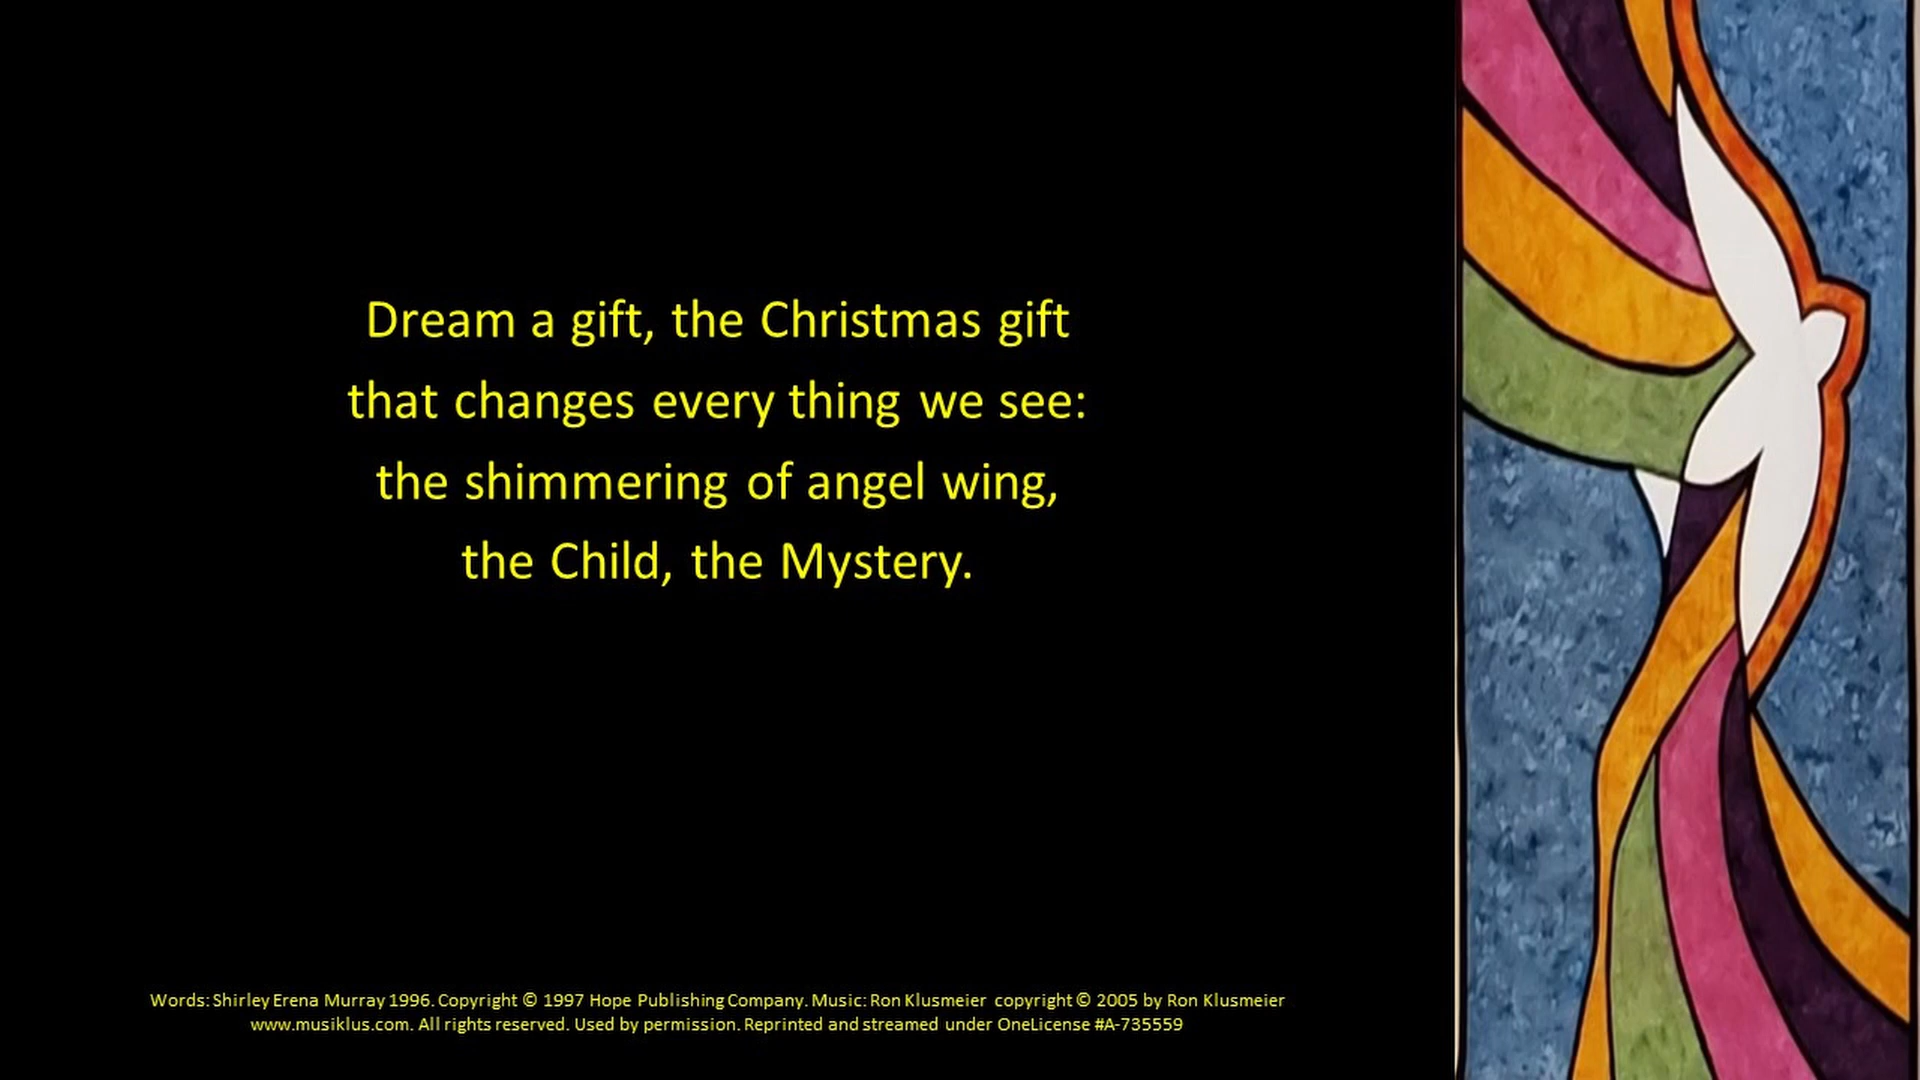 Dream a gift, the Christmas gift
that changes every thing we see:
the shimmering of angel wing,
the Child, the Mystery.
Words: Shirley Erena Murray 1996. Copyright © 1997 Hope Publishing Company. Music: Ron Klusmeier copyright © 2005 by Ron Klusmeier
www.musiklus.com. All rights reserved. Used by permission. Reprinted and streamed under OneLicense #A-735559